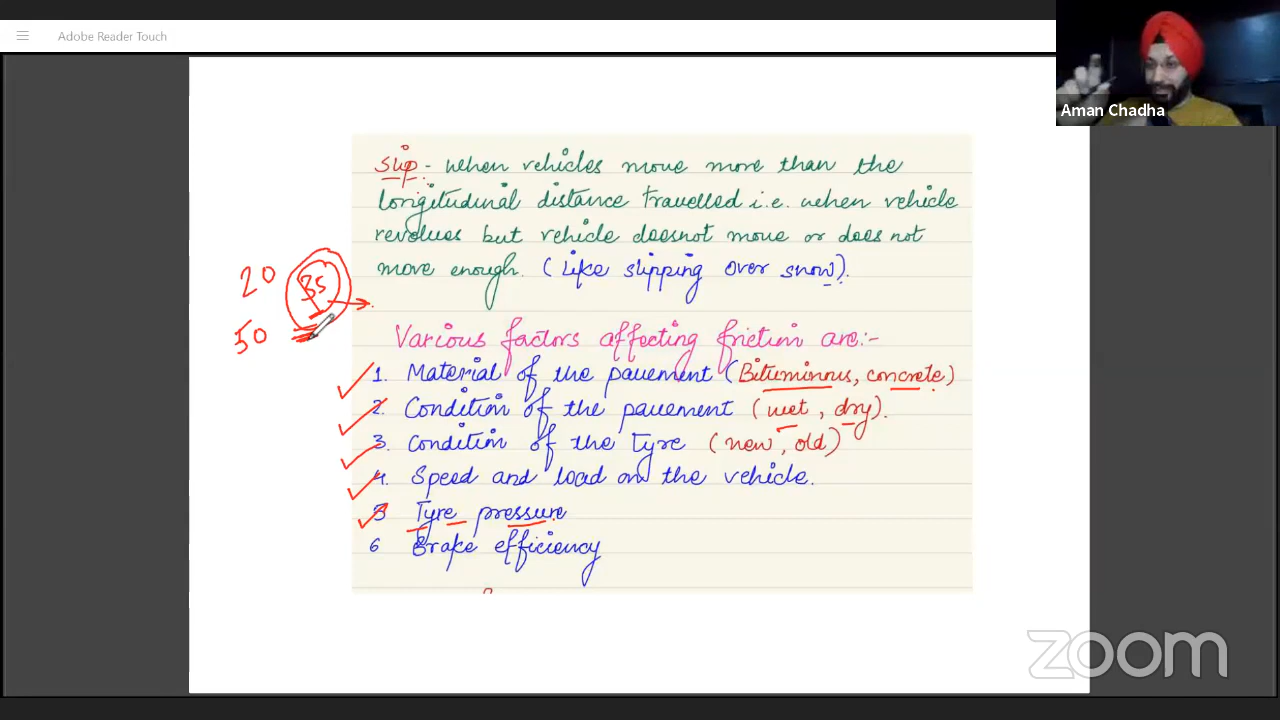 Adobe Reader Touch
Aman Chadha
Slip:- when vehicles move more than the
longitudinal distance travelled i.e. when vehicle
revolves but vehicle doesnot move or does not
move enough. (Like slipping over snow).
20
35
50
Various factors affecting friction are:-
1. Material of the pavement (Bituminous, concrete)
2. Condition of the pavement (wet, dry).
3. Condition of the Tyre (new, old)
4. Speed and load on the vehicle.
5 Tyre pressure
6 Brake efficiency
zoom